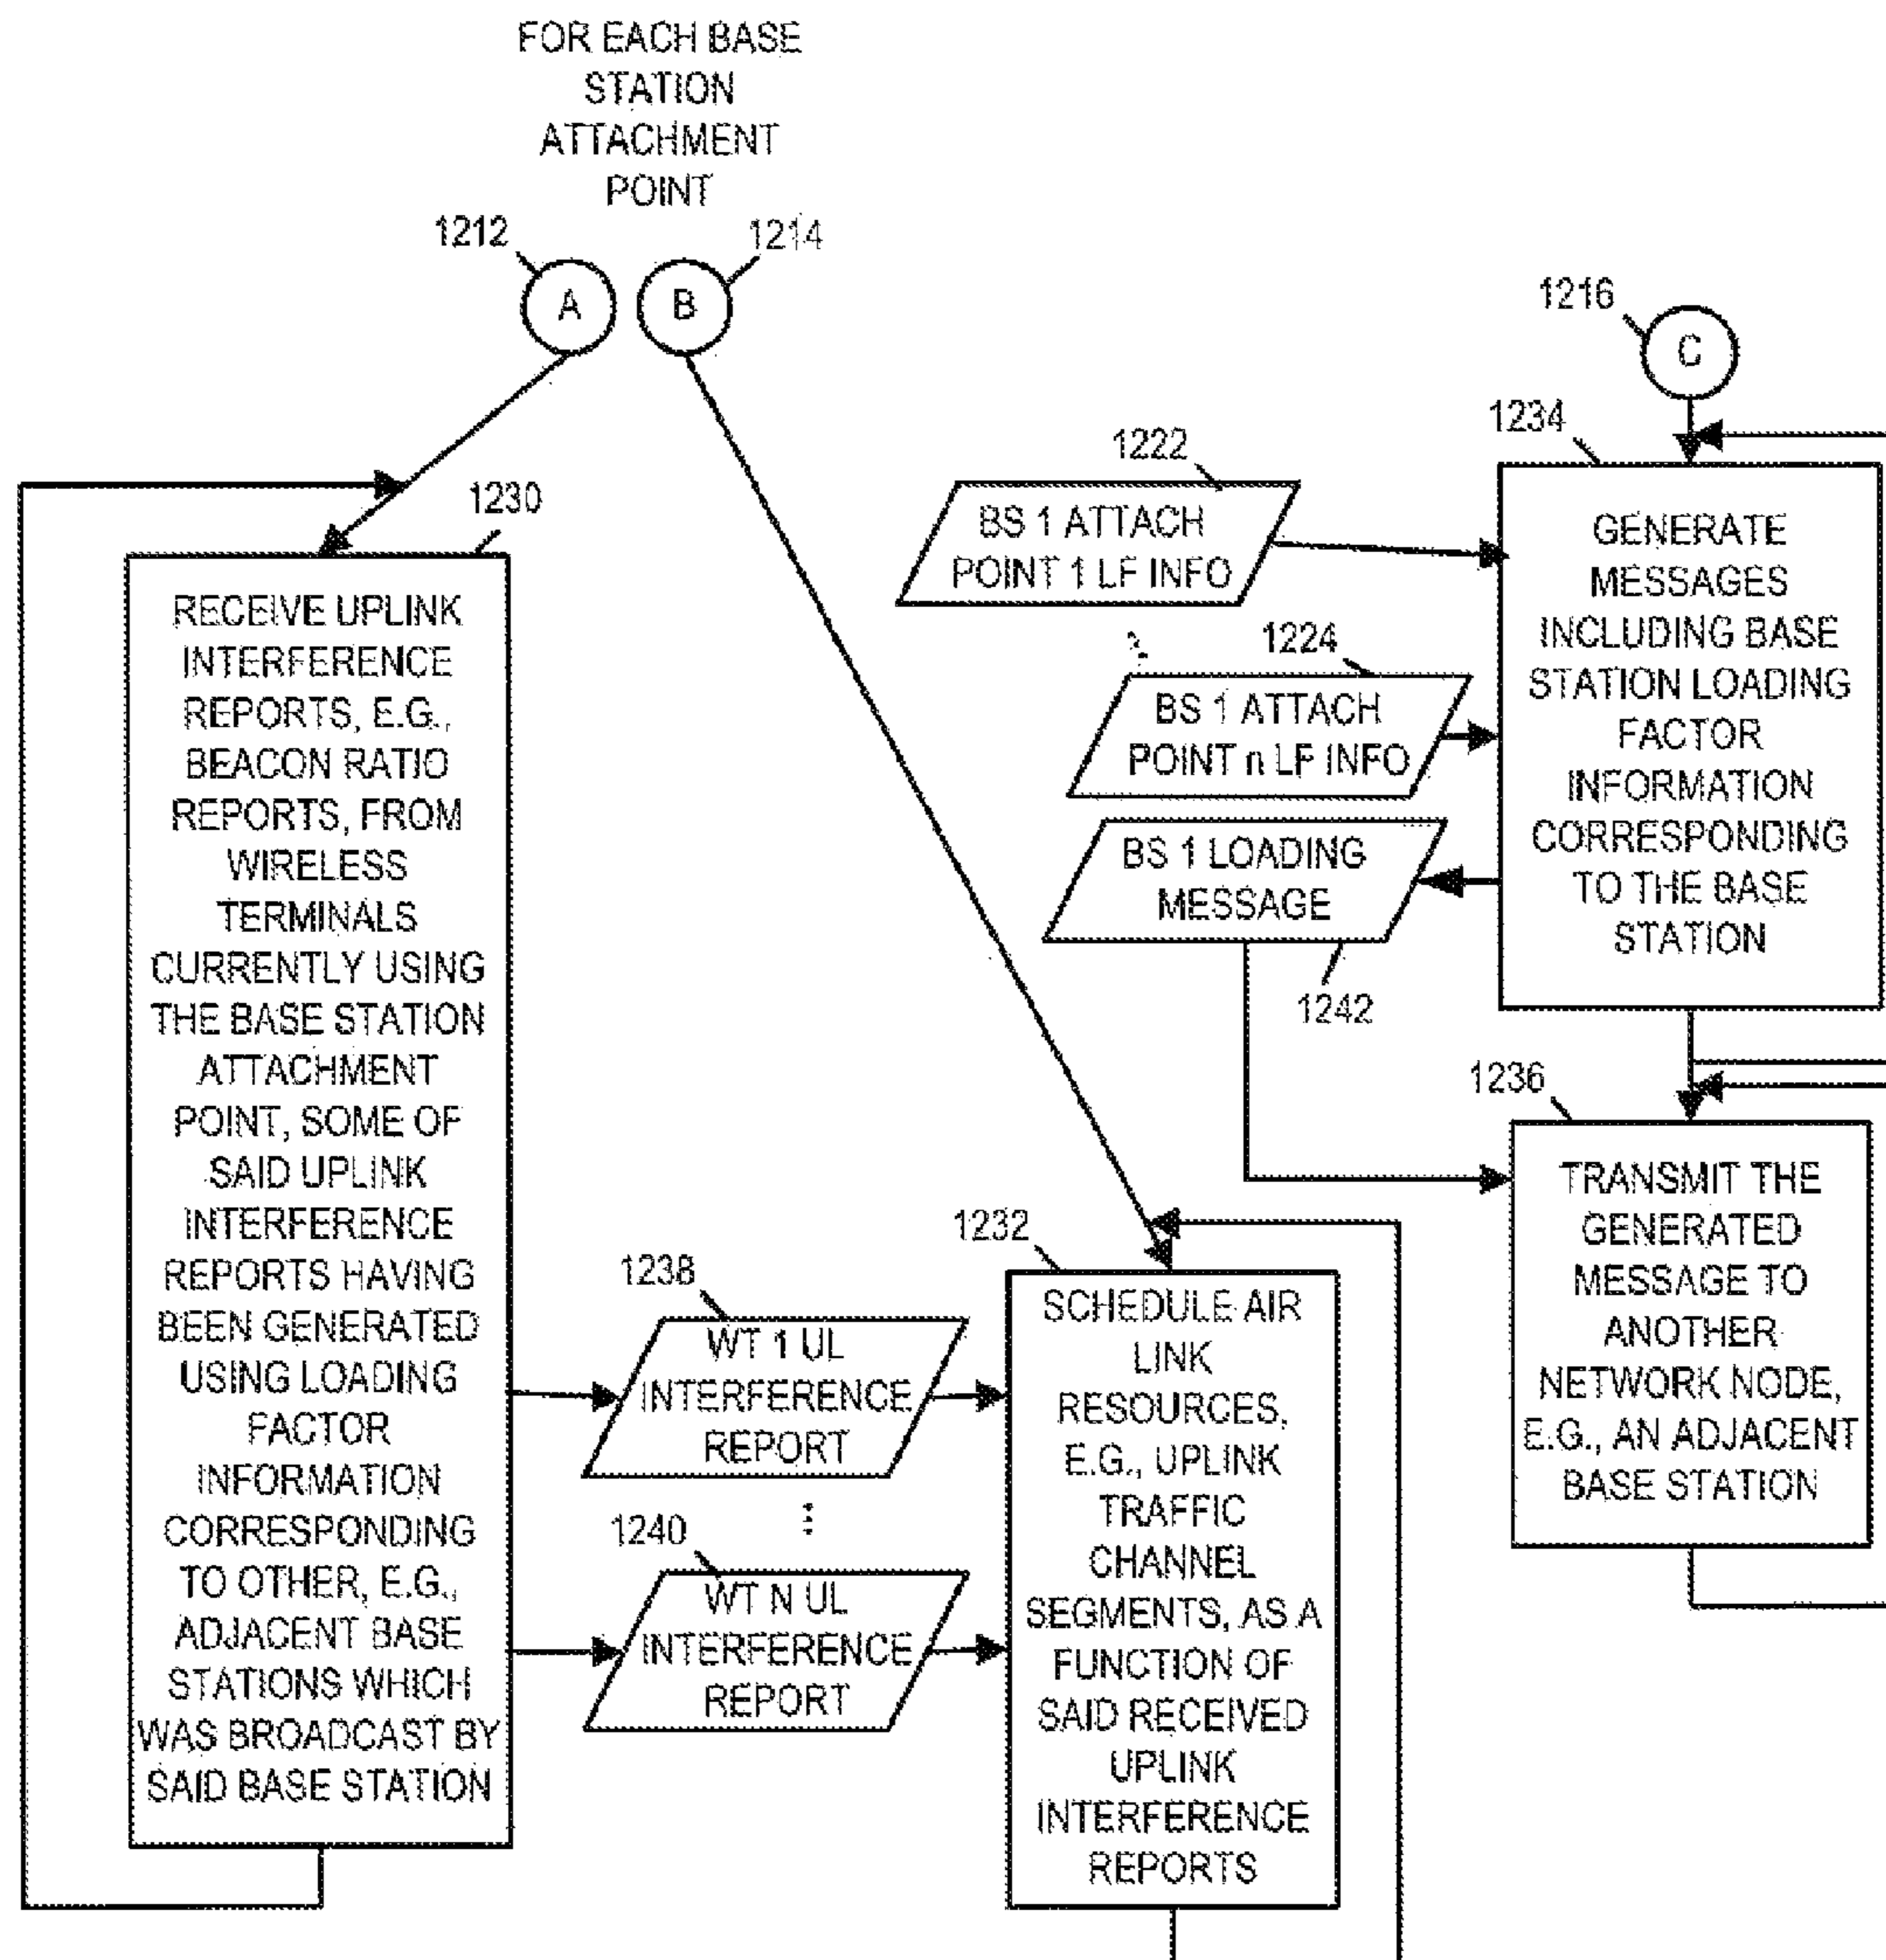 FOR EACH BASE
STATION
ATTACHMENT
POINT
1212
1214
A
B
1216
C
1230
RECEIVE UPLINK
INTERFERENCE
REPORTS, E.G.,
BEACON RATIO
REPORTS, FROM
WIRELESS
TERMINALS
CURRENTLY USING
THE BASE STATION
ATTACHMENT
POINT, SOME OF
SAID UPLINK
INTERFERENCE
REPORTS HAVING
BEEN GENERATED
USING LOADING
FACTOR
INFORMATION
CORRESPONDING
TO OTHER, E.G.,
ADJACENT BASE
STATIONS WHICH
WAS BROADCAST BY
SAID BASE STATION
1238
WT 1 UL
INTERFERENCE
REPORT
⋮
1240
WT N UL
INTERFERENCE
REPORT
1232
SCHEDULE AIR
LINK
RESOURCES,
E.G., UPLINK
TRAFFIC
CHANNEL
SEGMENTS, AS A
FUNCTION OF
SAID RECEIVED
UPLINK
INTERFERENCE
REPORTS
1222
BS 1 ATTACH
POINT 1 LF INFO
1224
BS 1 ATTACH
POINT n LF INFO
BS 1 LOADING
MESSAGE
1242
1234
GENERATE
MESSAGES
INCLUDING BASE
STATION LOADING
FACTOR
INFORMATION
CORRESPONDING
TO THE BASE
STATION
1236
TRANSMIT THE
GENERATED
MESSAGE TO
ANOTHER
NETWORK NODE,
E.G., AN ADJACENT
BASE STATION